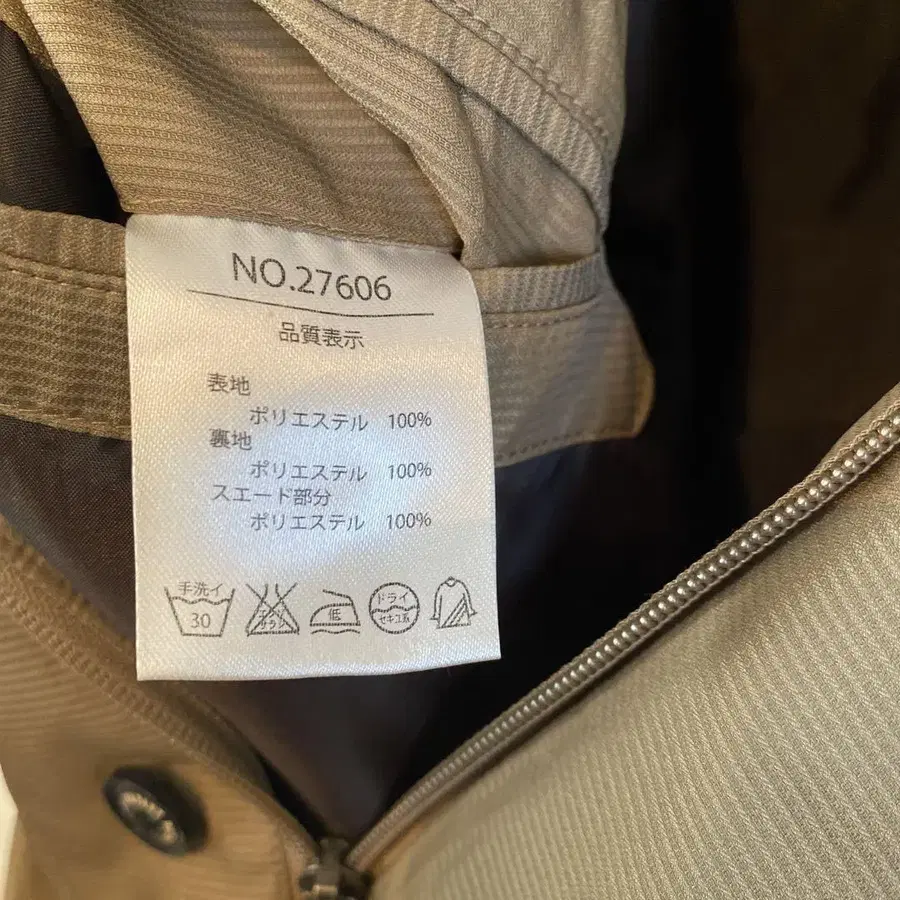 NO.27606
品質表示
表地
ポリエステル 100%
裏地
ポリエステル 100%
スエード部分
ポリエステル 100%
手洗イ
30
エンソ
サラシ
低
ドライ
セキユ系